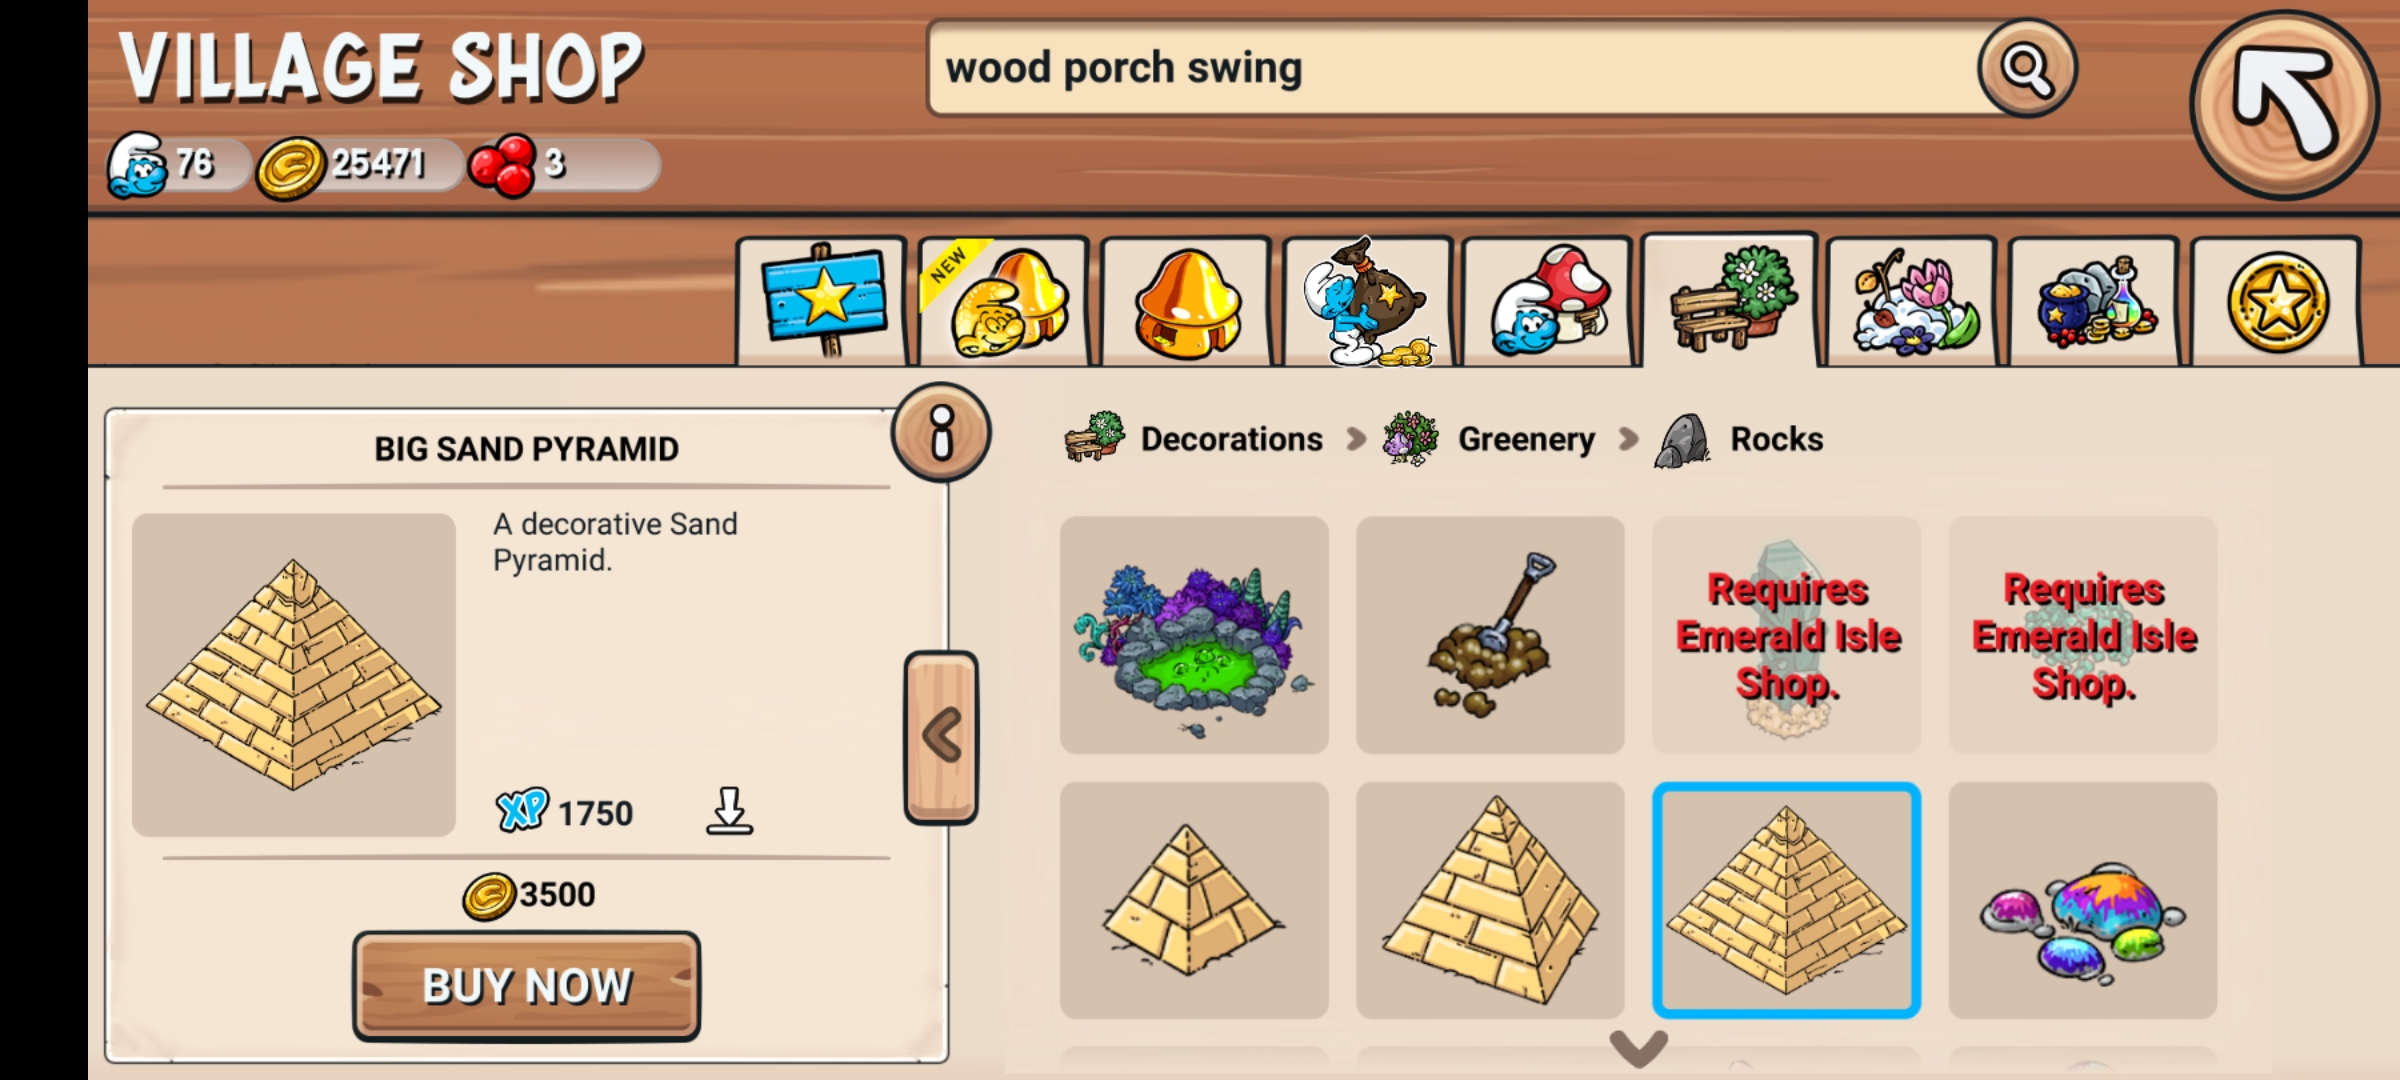 VILLAGE SHOP
wood porch swing
76 25471 3
NEW
BIG SAND PYRAMID
A decorative Sand
Pyramid.
XP 1750
3500
BUY NOW
Decorations > Greenery > Rocks
Requires
Emerald Isle
Shop.
Requires
Emerald Isle
Shop.